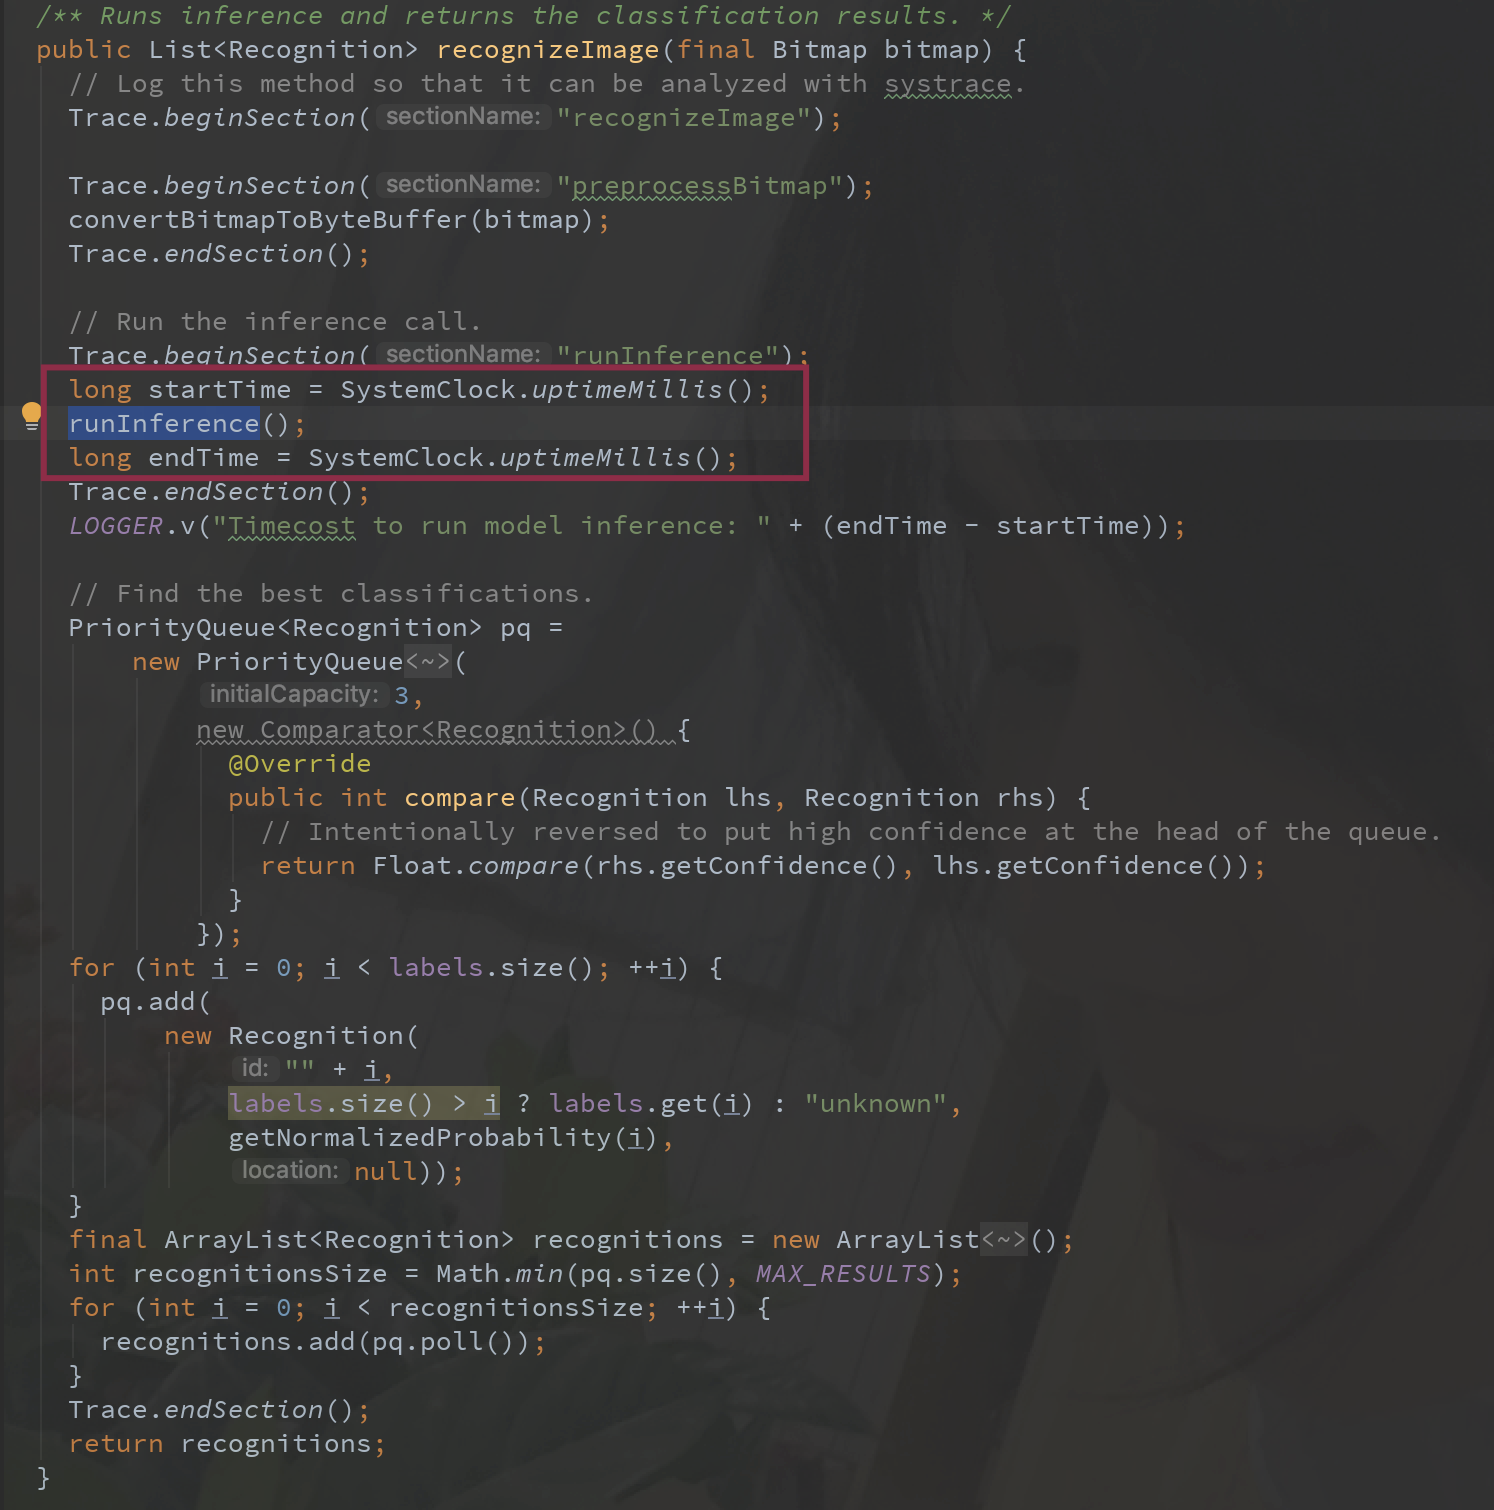 /** Runs inference and returns the classification results. */
public List<Recognition> recognizeImage(final Bitmap bitmap) {
// Log this method so that it can be analyzed with systrace.
Trace.beginSection( sectionName: "recognizeImage");
Trace.beginSection( sectionName: "preprocessBitmap");
convertBitmapToByteBuffer(bitmap);
Trace.endSection();
// Run the inference call.
Trace.beginSection( sectionName: "runInference");
long startTime = SystemClock.uptimeMillis();
runInference();
long endTime = SystemClock.uptimeMillis();
Trace.endSection();
LOGGER.v("Timecost to run model inference: " + (endTime - startTime));
// Find the best classifications.
PriorityQueue<Recognition> pq =
new PriorityQueue<~>(
initialCapacity: 3,
new Comparator<Recognition>() {
@Override
public int compare(Recognition lhs, Recognition rhs) {
// Intentionally reversed to put high confidence at the head of the queue.
return Float.compare(rhs.getConfidence(), lhs.getConfidence());
}
});
for (int i = 0; i < labels.size(); ++i) {
pq.add(
new Recognition(
id: "" + i,
labels.size() > i ? labels.get(i) : "unknown",
getNormalizedProbability(i),
location: null));
}
final ArrayList<Recognition> recognitions = new ArrayList<~>();
int recognitionsSize = Math.min(pq.size(), MAX_RESULTS);
for (int i = 0; i < recognitionsSize; ++i) {
recognitions.add(pq.poll());
}
Trace.endSection();
return recognitions;
}